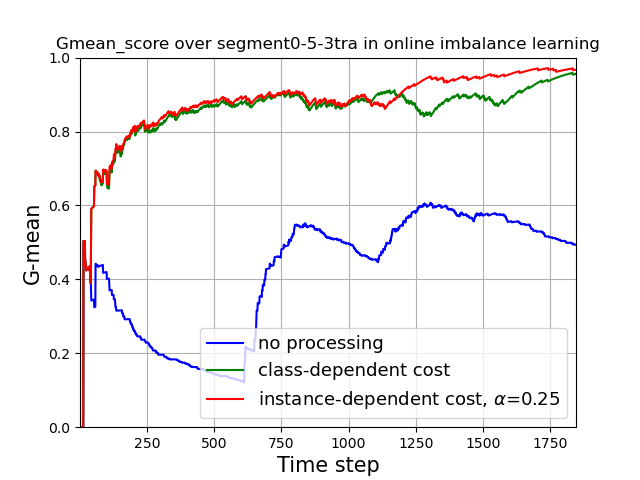 Gmean_score over segment0-5-3tra in online imbalance learning
1.0
0.8
0.6
0.4
0.2
0.0
G-mean
no processing
class-dependent cost
instance-dependent cost, α=0.25
250 500 750 1000 1250 1500 1750
Time step